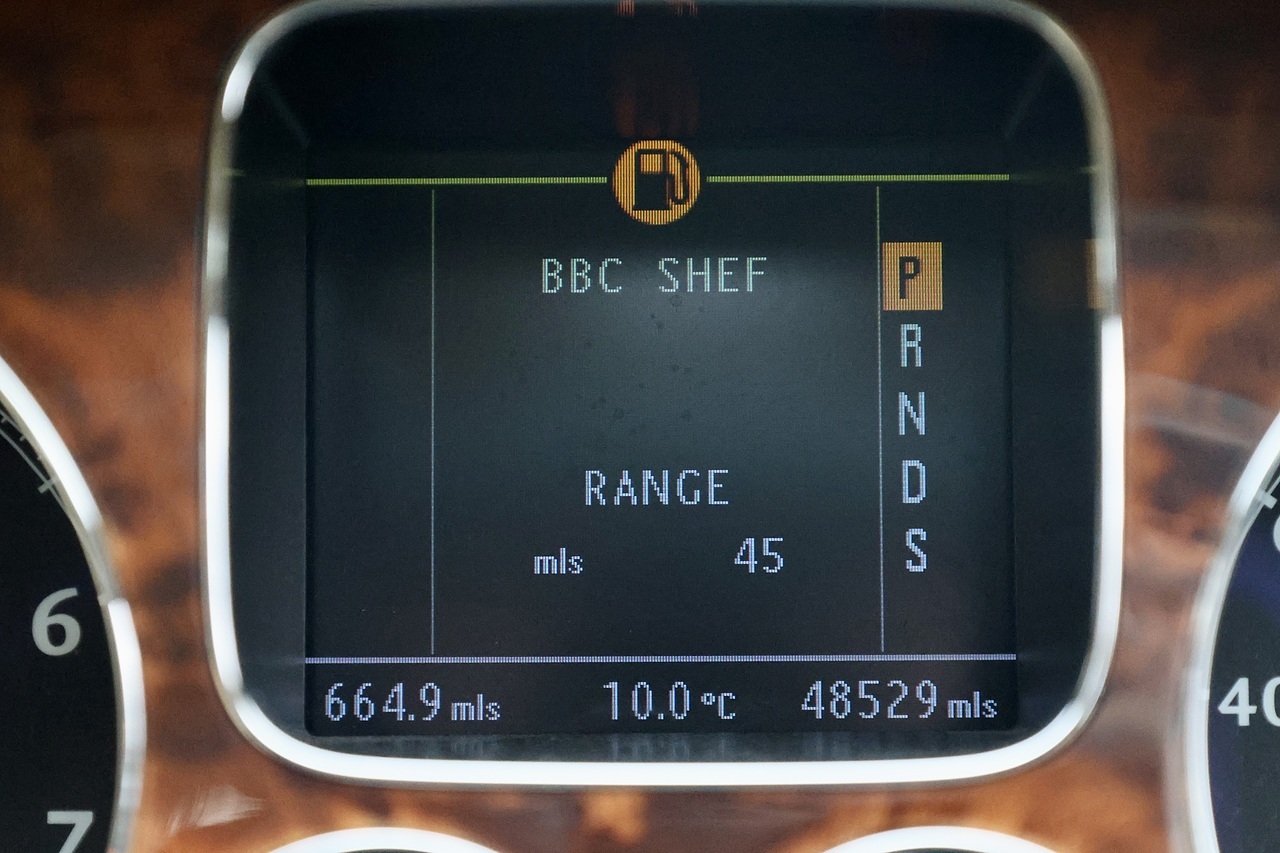 BBC SHEF
P
R
N
D
S
RANGE
mls 45
664.9 mls 10.0 °C 48529 mls
6
7
40